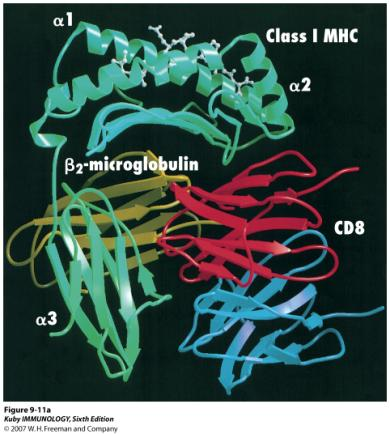 α1
Class I MHC
α2
β2-microglobulin
CD8
α3
Figure 9-11a
Kuby IMMUNOLOGY, Sixth Edition
© 2007 W. H. Freeman and Company